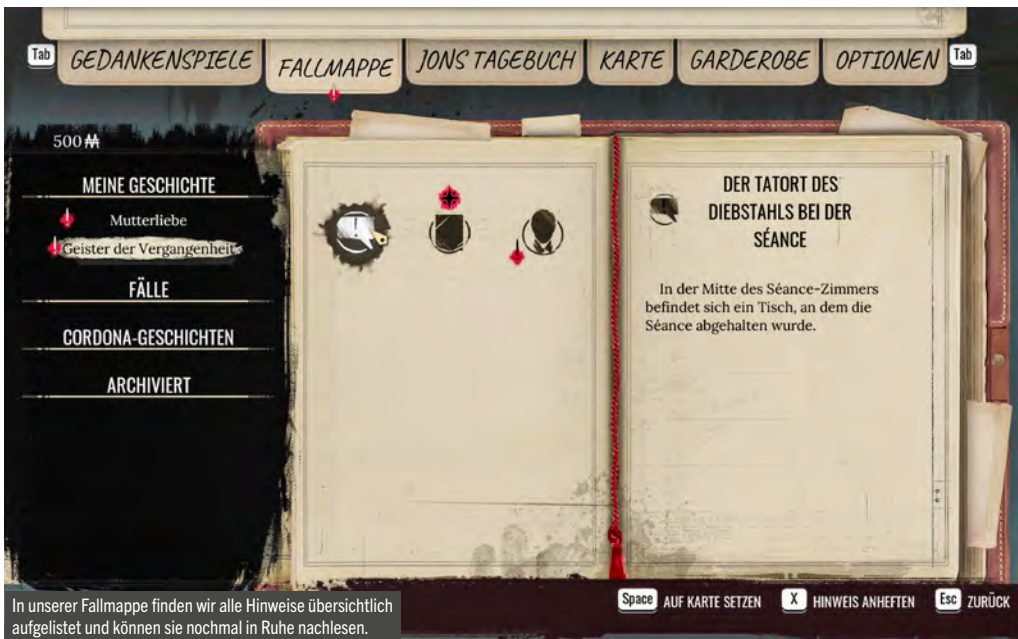 Tab GEDANKENSPIELE FALLMAPPE JONS TAGEBUCH KARTE GARDEROBE OPTIONEN Tab
500
MEINE GESCHICHTE
Mutterliebe
Geister der Vergangenheit
FÄLLE
CORDONA-GESCHICHTEN
ARCHIVIERT
DER TATORT DES
DIEBSTAHLS BEI DER
SÉANCE
In der Mitte des Séance-Zimmers
befindet sich ein Tisch, an dem die
Séance abgehalten wurde.
Space AUF KARTE SETZEN X HINWEIS ANHEFTEN Esc ZURÜCK
In unserer Fallmappe finden wir alle Hinweise übersichtlich
aufgelistet und können sie nochmal in Ruhe nachlesen.